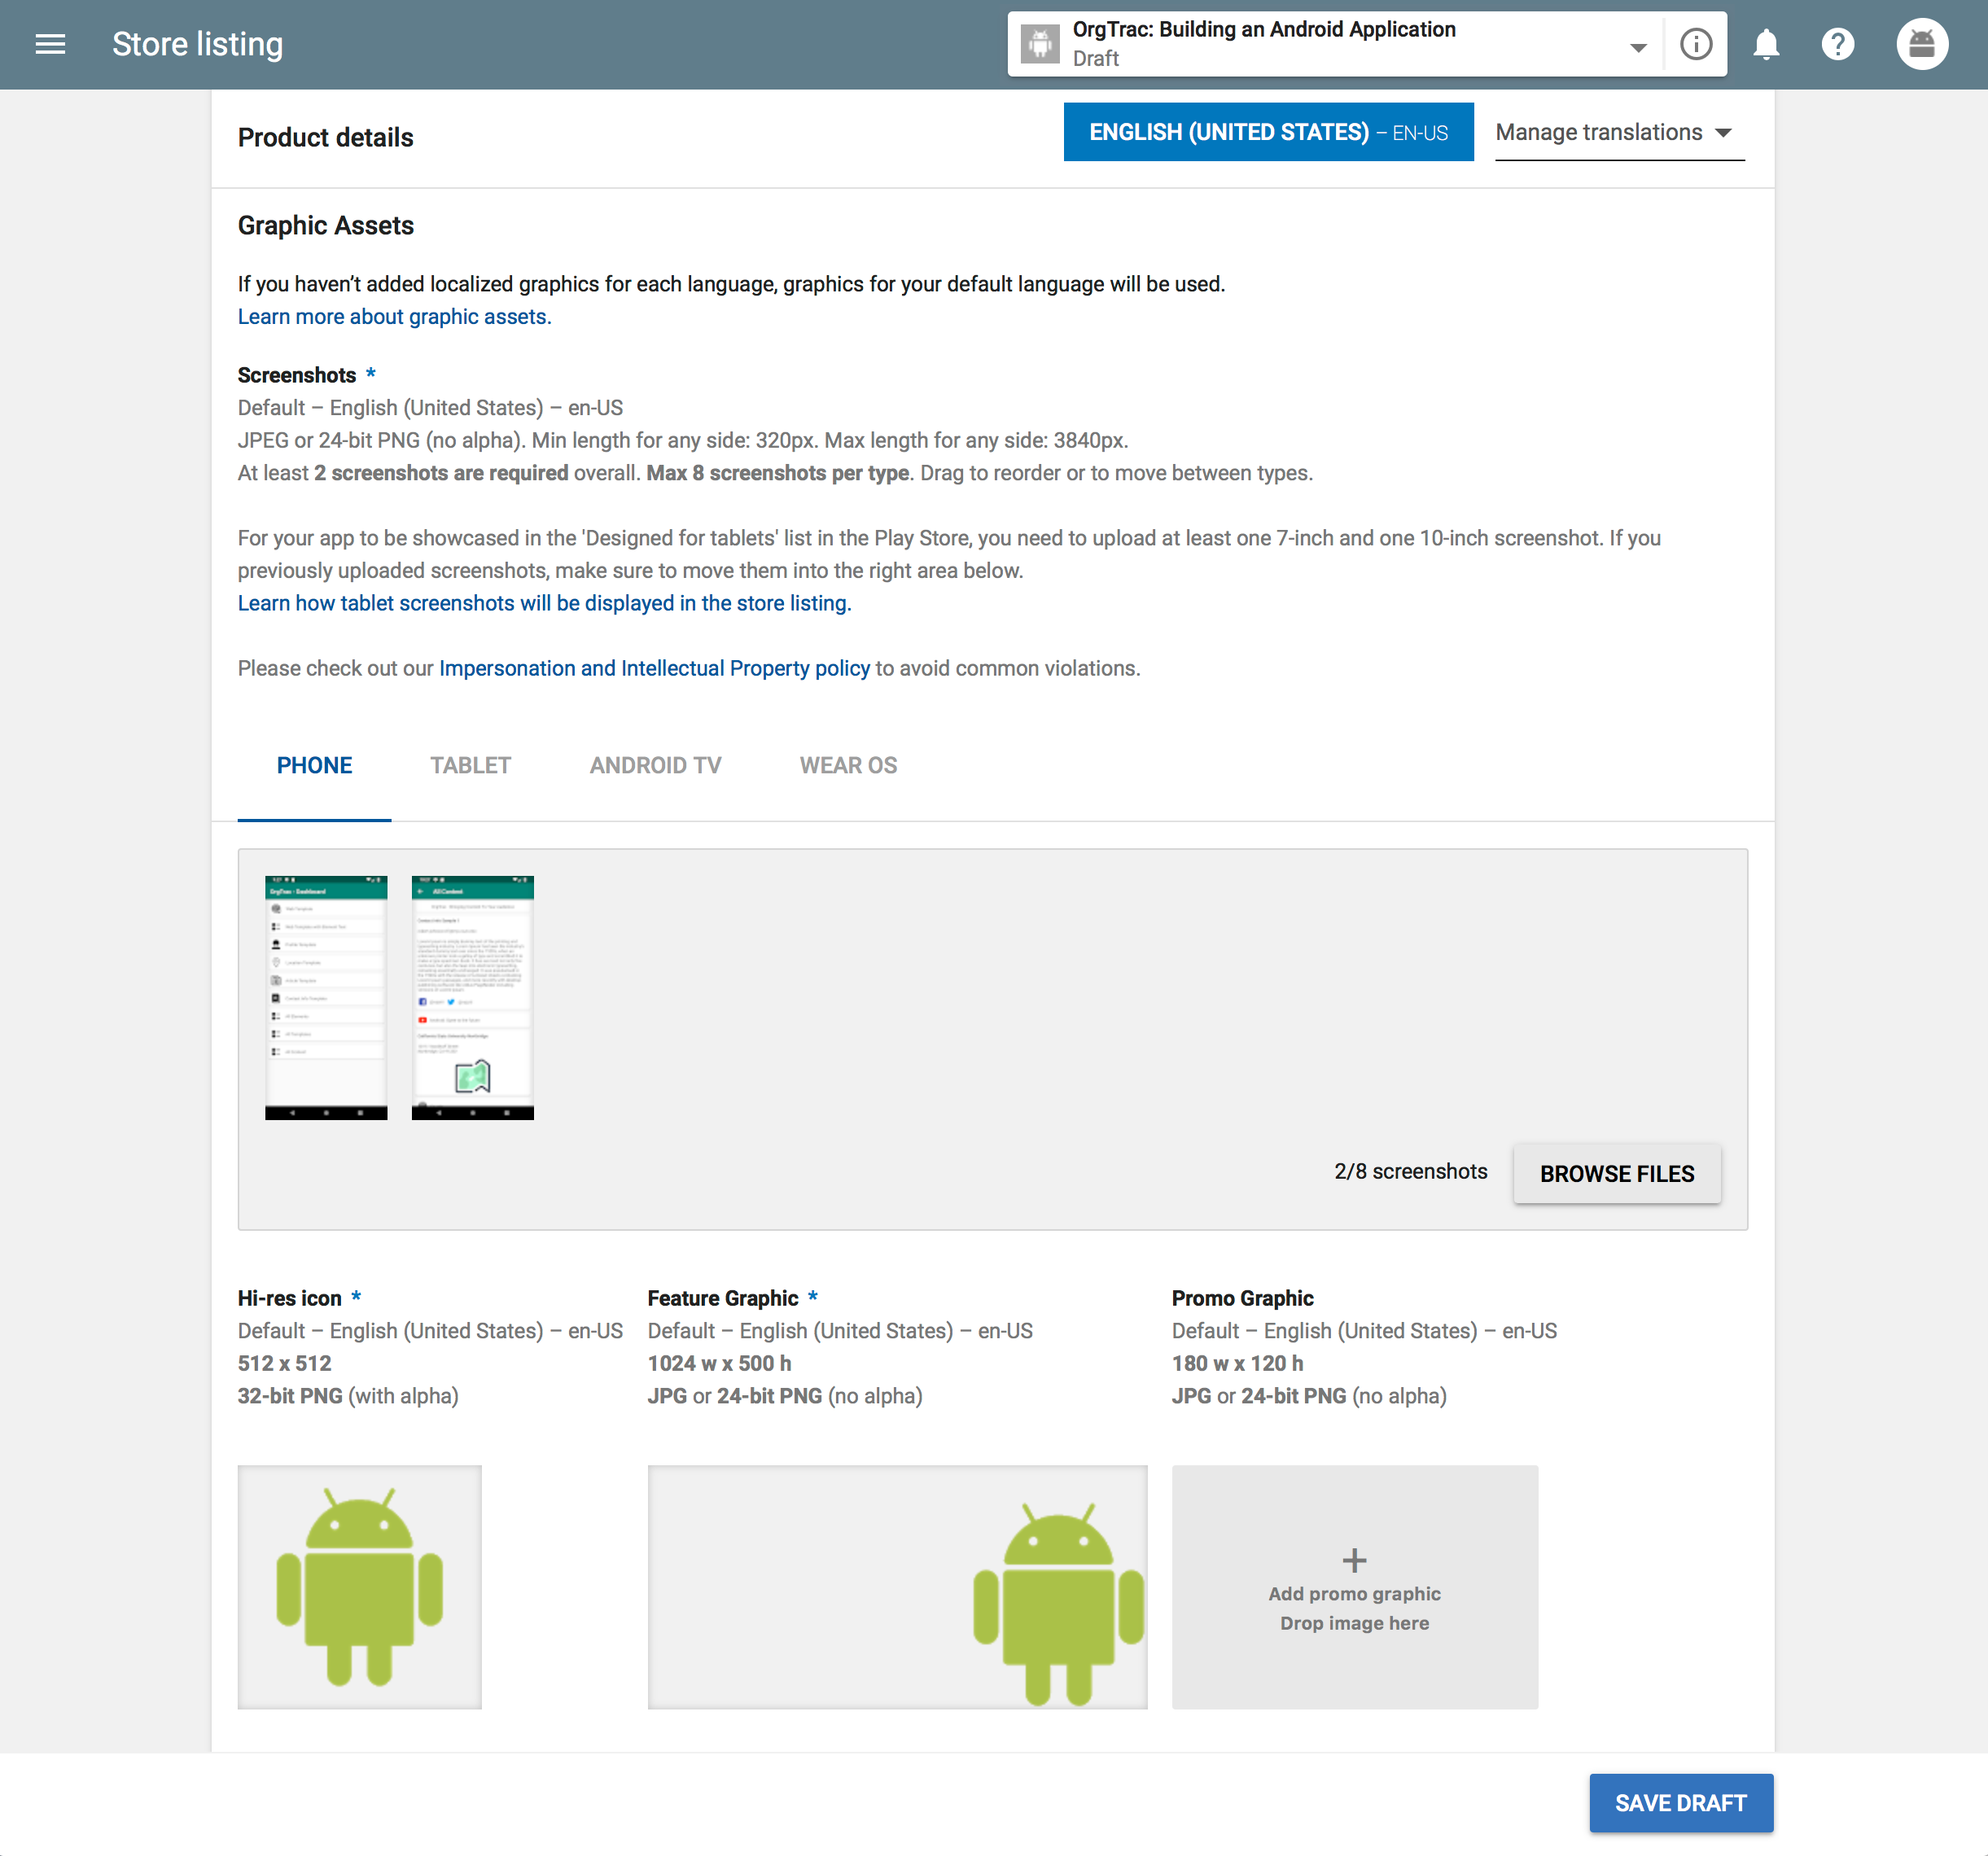 Store listing
OrgTrac: Building an Android Application
Draft
Product details
ENGLISH (UNITED STATES) – EN-US
Manage translations
Graphic Assets
If you haven’t added localized graphics for each language, graphics for your default language will be used.
Learn more about graphic assets.
Screenshots *
Default – English (United States) – en-US
JPEG or 24-bit PNG (no alpha). Min length for any side: 320px. Max length for any side: 3840px.
At least 2 screenshots are required overall. Max 8 screenshots per type. Drag to reorder or to move between types.
For your app to be showcased in the 'Designed for tablets' list in the Play Store, you need to upload at least one 7-inch and one 10-inch screenshot. If you
previously uploaded screenshots, make sure to move them into the right area below.
Learn how tablet screenshots will be displayed in the store listing.
Please check out our Impersonation and Intellectual Property policy to avoid common violations.
PHONE
TABLET
ANDROID TV
WEAR OS
OrgTrac - Dashboard
All Content
2/8 screenshots
BROWSE FILES
Hi-res icon *
Default – English (United States) – en-US
512 x 512
32-bit PNG (with alpha)
Feature Graphic *
Default – English (United States) – en-US
1024 w x 500 h
JPG or 24-bit PNG (no alpha)
Promo Graphic
Default – English (United States) – en-US
180 w x 120 h
JPG or 24-bit PNG (no alpha)
+
Add promo graphic
Drop image here
SAVE DRAFT